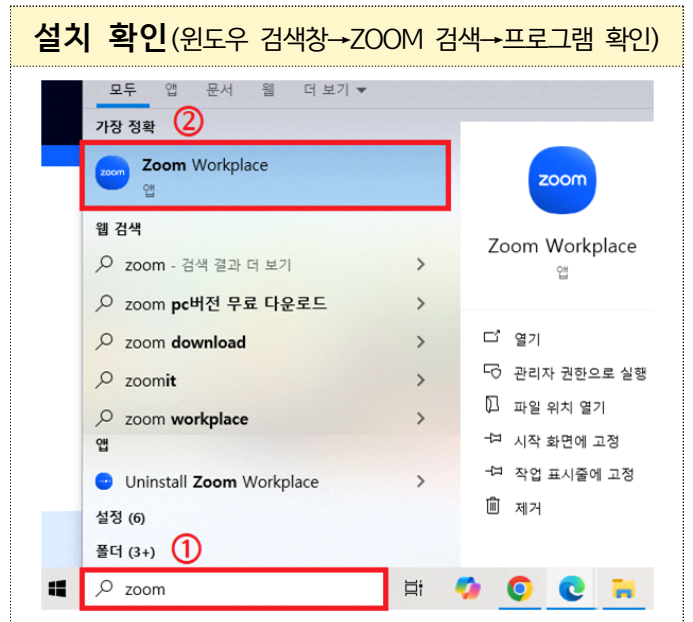 설치 확인(윈도우 검색창→ZOOM 검색→프로그램 확인)
모두 앱 문서 웹 더 보기
가장 정확 ②
zoom
Zoom Workplace
앱
웹 검색
zoom - 검색 결과 더 보기
zoom pc버전 무료 다운로드
zoom download
zoomit
zoom workplace
앱
Uninstall Zoom Workplace
설정 (6)
폴더 (3+) ①
zoom
zoom
Zoom Workplace
앱
열기
관리자 권한으로 실행
파일 위치 열기
시작 화면에 고정
작업 표시줄에 고정
제거